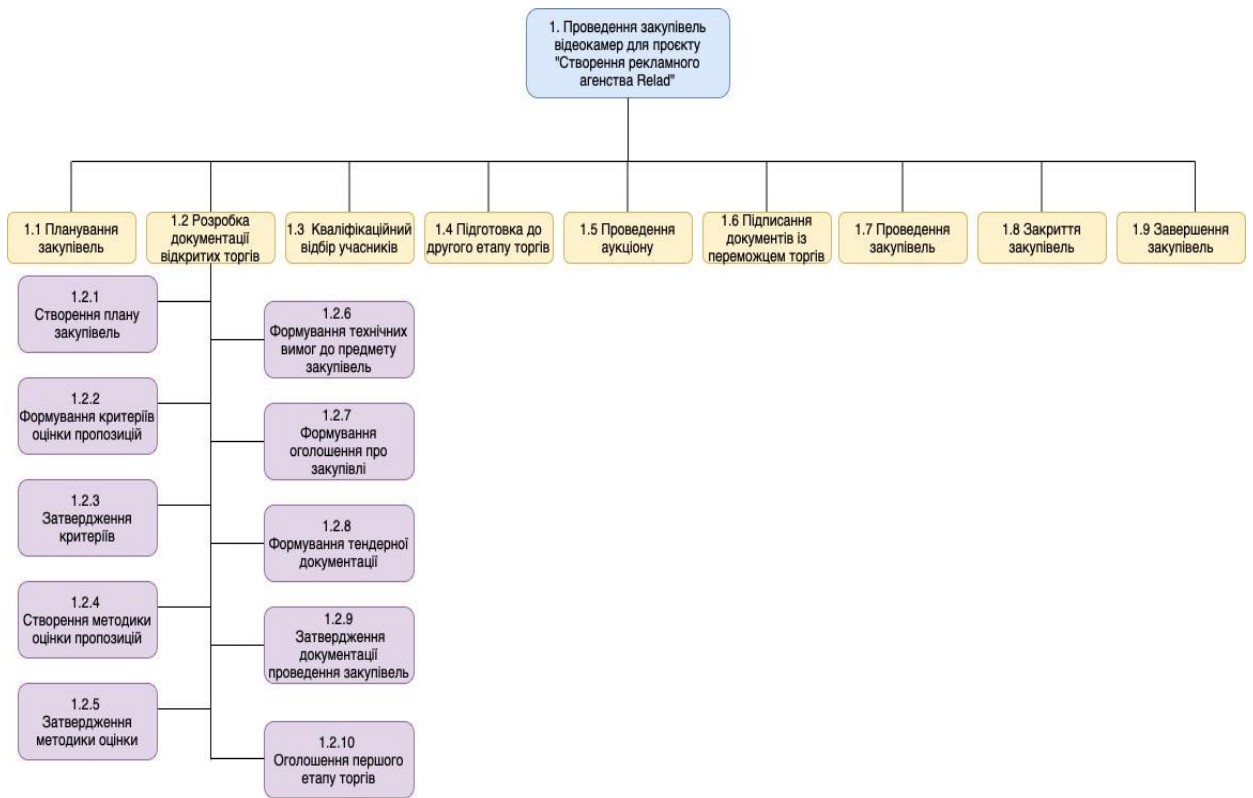 1. Проведення закупівель
відеокамер для проєкту
"Створення рекламного
агенства Relad"
1.1 Планування
закупівель
1.2 Розробка
документації
відкритих торгів
1.3 Кваліфікаційний
відбір учасників
1.4 Підготовка до
другого етапу торгів
1.5 Проведення
аукціону
1.6 Підписання
документів із
переможцем торгів
1.7 Проведення
закупівель
1.8 Закриття
закупівель
1.9 Завершення
закупівель
1.2.1
Створення плану
закупівель
1.2.2
Формування критеріїв
оцінки пропозицій
1.2.3
Затвердження
критеріїв
1.2.4
Створення методики
оцінки пропозицій
1.2.5
Затвердження
методики оцінки
1.2.6
Формування технічних
вимог до предмету
закупівель
1.2.7
Формування
оголошення про
закупівлі
1.2.8
Формування тендерної
документації
1.2.9
Затвердження
документації
проведення закупівель
1.2.10
Оголошення першого
етапу торгів